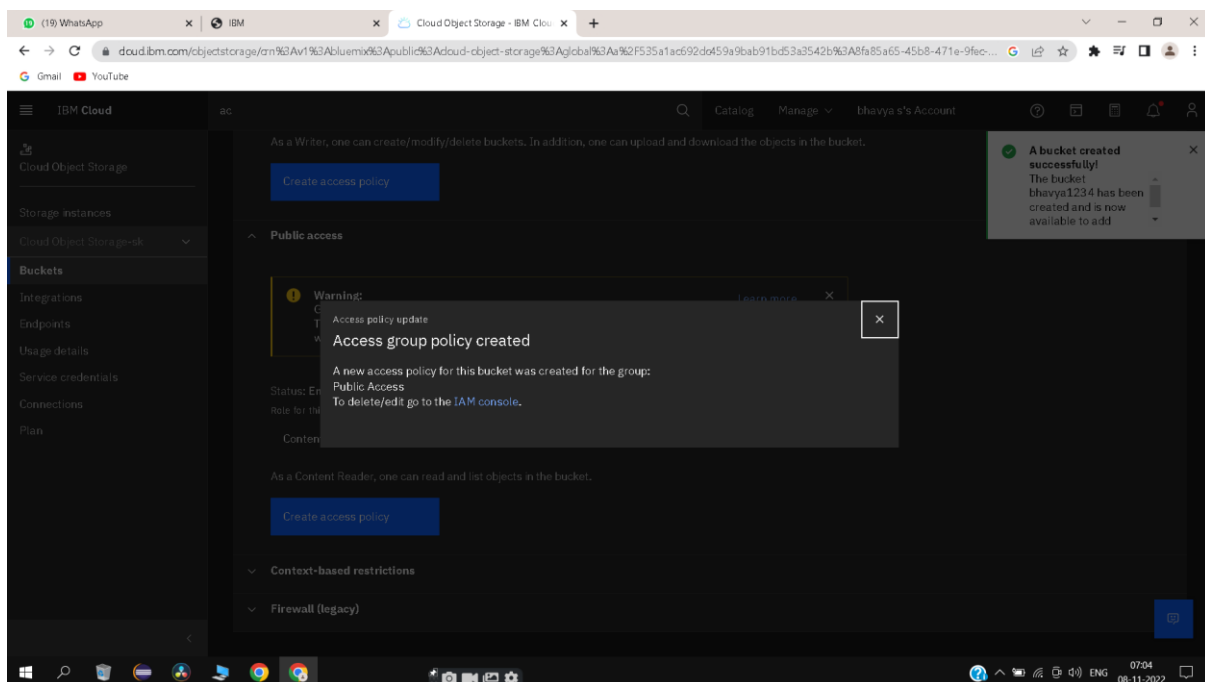 (19) WhatsApp
IBM
Cloud Object Storage - IBM Clou
cloud.ibm.com/objectstorage/crn%3Av1%3Abluemix%3Apublic%3Acloud-object-storage%3Aglobal%3Aa%2F535a1ac692dc459a9bab91bd53a3542b%3A8fa85a65-45b8-471e-9fec-...
Gmail
YouTube
IBM Cloud
ac
Catalog
Manage
bhavya s's Account
Cloud Object Storage
Storage instances
Cloud Object Storage-sk
Buckets
Integrations
Endpoints
Usage details
Service credentials
Connections
Plan
As a Writer, one can create/modify/delete buckets. In addition, one can upload and download the objects in the bucket.
Create access policy
A bucket created
successfully!
The bucket
bhavya1234 has been
created and is now
available to add
Public access
Warning:
Learn more
Access policy update
Access group policy created
A new access policy for this bucket was created for the group:
Public Access
To delete/edit go to the IAM console.
Status: En
Role for thi
Conten
As a Content Reader, one can read and list objects in the bucket.
Create access policy
Context-based restrictions
Firewall (legacy)
ENG
07:04
08-11-2022